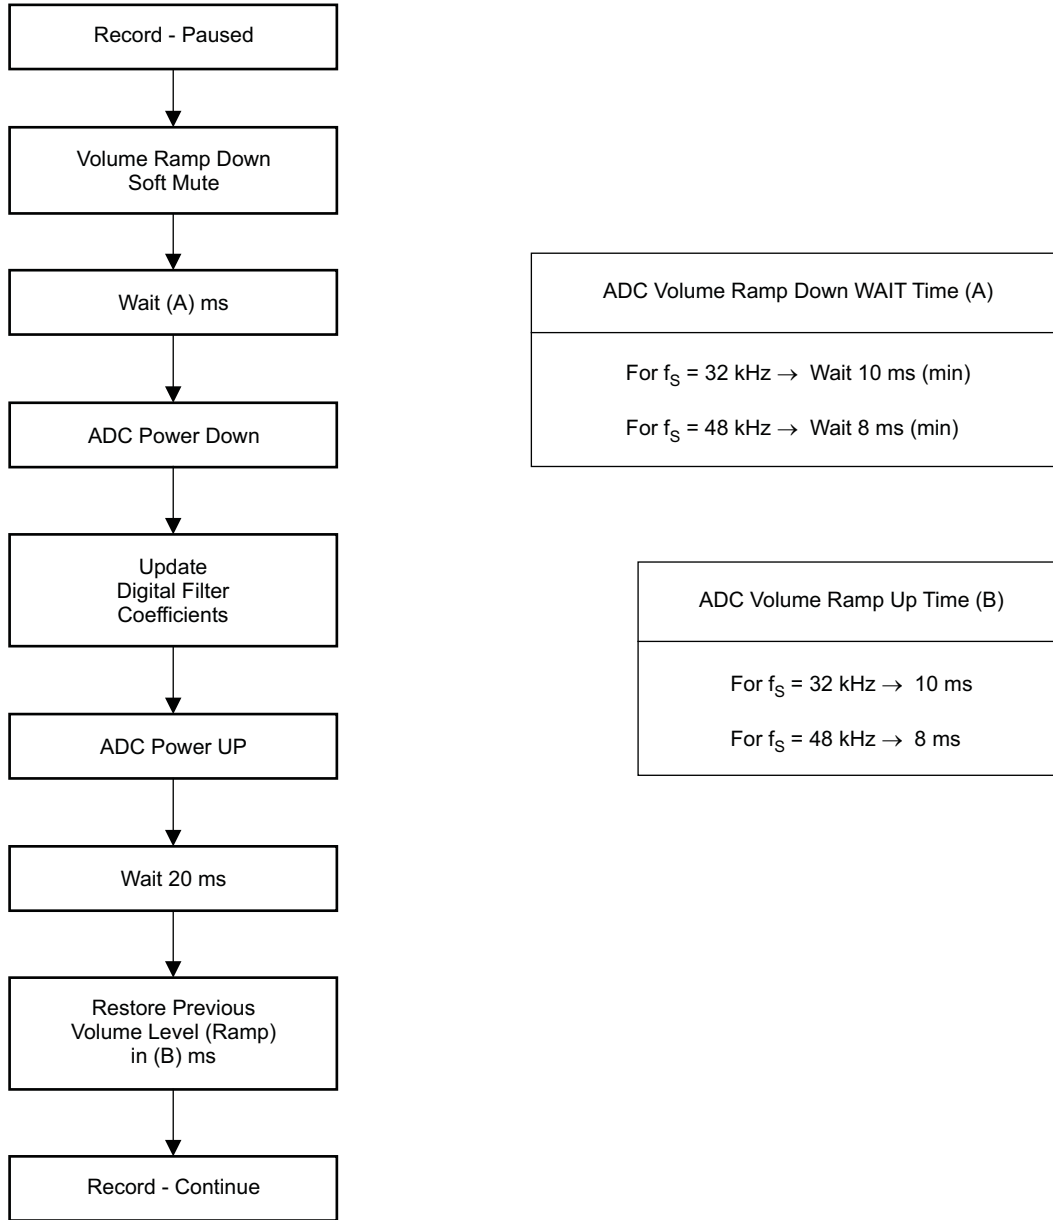 Record - Paused
Volume Ramp Down
Soft Mute
Wait (A) ms
ADC Power Down
Update
Digital Filter
Coefficients
ADC Power UP
Wait 20 ms
Restore Previous
Volume Level (Ramp)
in (B) ms
Record - Continue
ADC Volume Ramp Down WAIT Time (A)
For fS = 32 kHz → Wait 10 ms (min)
For fS = 48 kHz → Wait 8 ms (min)
ADC Volume Ramp Up Time (B)
For fS = 32 kHz → 10 ms
For fS = 48 kHz → 8 ms